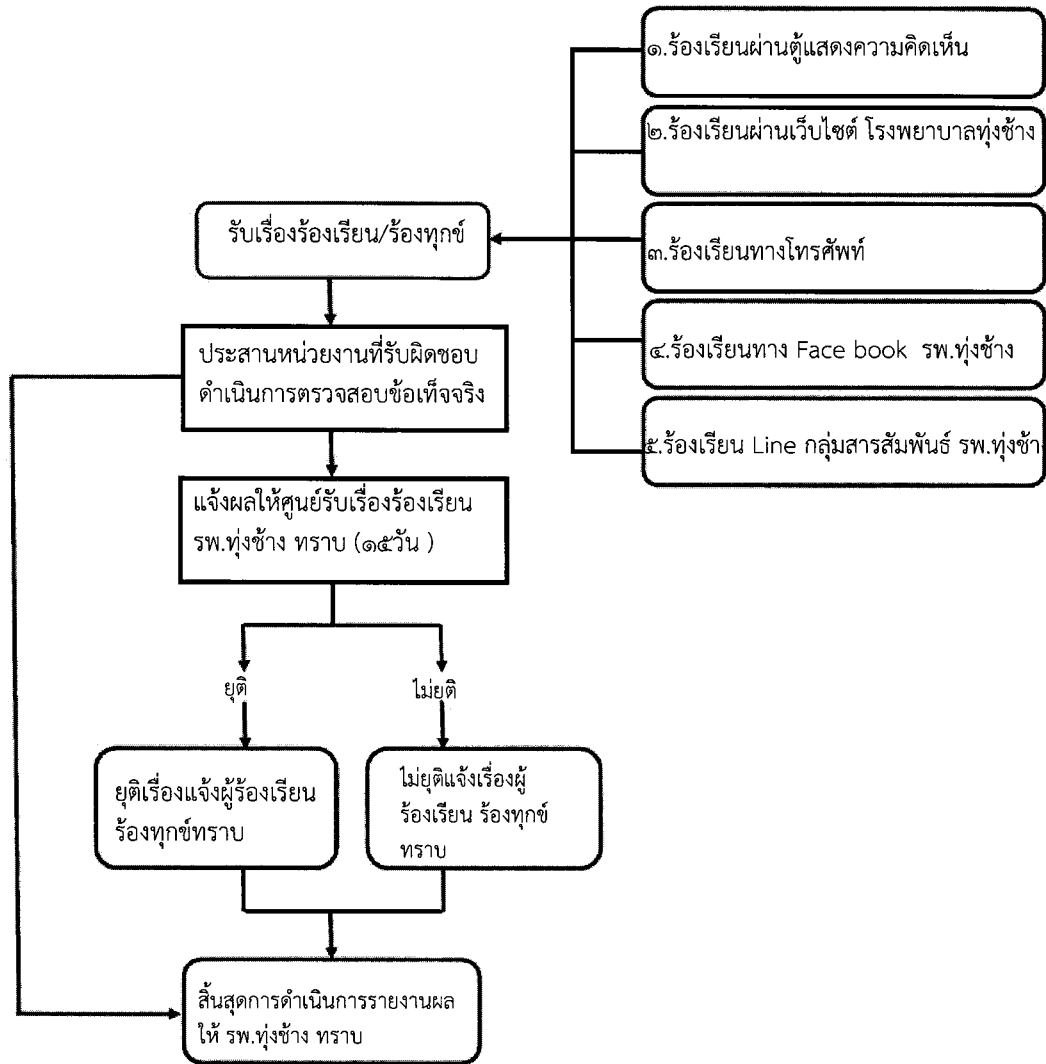 ๑.ร้องเรียนผ่านตู้แสดงความคิดเห็น
๒.ร้องเรียนผ่านเว็บไซต์ โรงพยาบาลทุ่งช้าง
รับเรื่องร้องเรียน/ร้องทุกข์
๓.ร้องเรียนทางโทรศัพท์
๔.ร้องเรียนทาง Face book รพ.ทุ่งช้าง
๕.ร้องเรียน Line กลุ่มสารสัมพันธ์ รพ.ทุ่งช้า
ประสานหน่วยงานที่รับผิดชอบ
ดำเนินการตรวจสอบข้อเท็จจริง
แจ้งผลให้ศูนย์รับเรื่องร้องเรียน
รพ.ทุ่งช้าง ทราบ (๑๕วัน )
ยุติ
ไม่ยุติ
ยุติเรื่องแจ้งผู้ร้องเรียน
ร้องทุกข์ทราบ
ไม่ยุติแจ้งเรื่องผู้
ร้องเรียน ร้องทุกข์
ทราบ
สิ้นสุดการดำเนินการรายงานผล
ให้ รพ.ทุ่งช้าง ทราบ